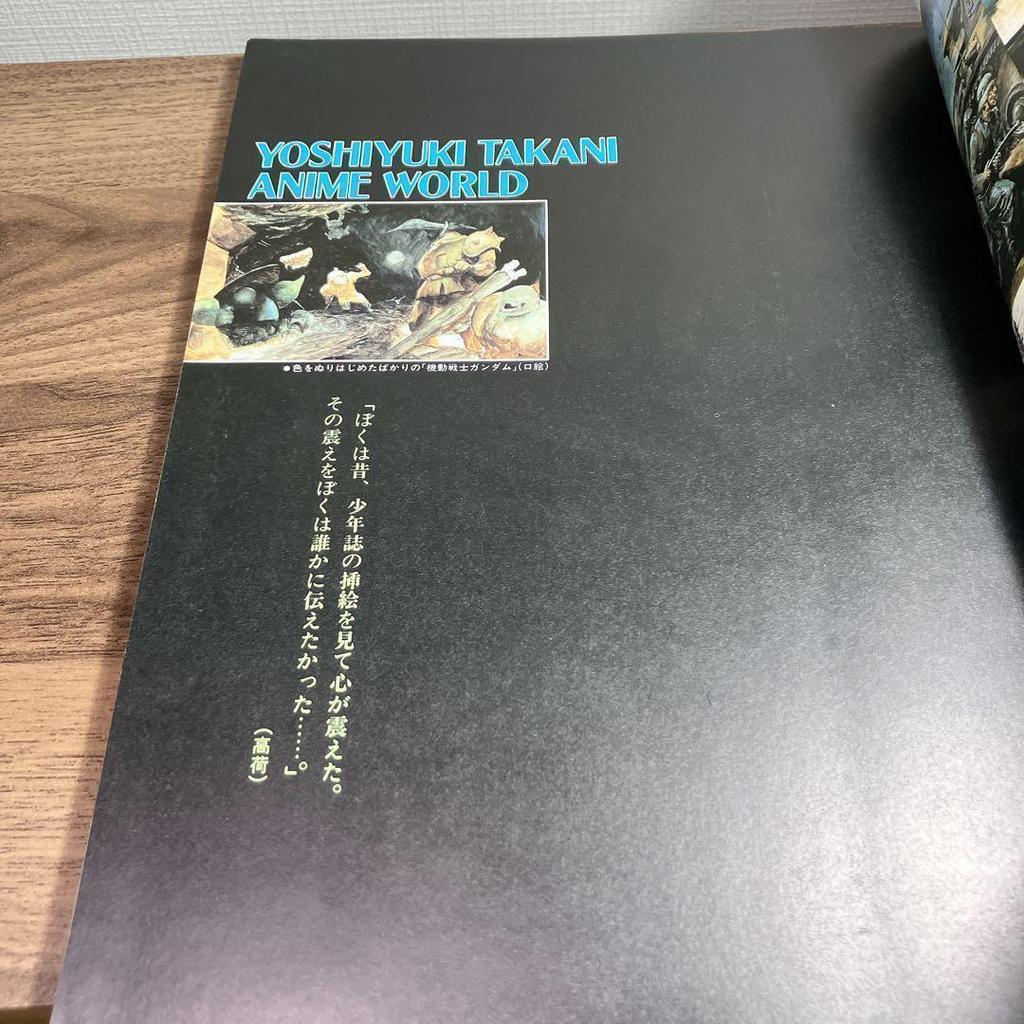 YOSHIYUKI TAKANI
ANIME WORLD
●色をぬりはじめたばかりの「機動戦士ガンダム」(口絵)
「ぼくは昔、少年誌の挿絵を見て心が震えた。
その震えをぼくは誰かに伝えたかった……。」
(高荷)